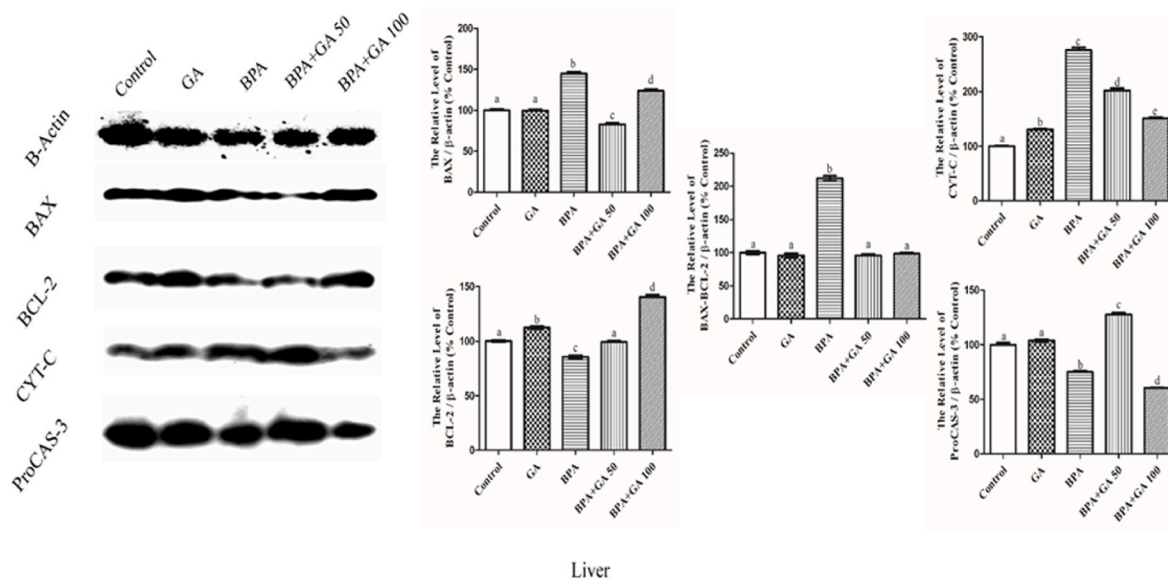 Control
GA
BPA
BPA+GA 50
BPA+GA 100
B-Actin
BAX
BCL-2
CYT-C
ProCAS-3
The Relative Level of
BAX / β-actin (% Control)
200
150
100
50
0
a
a
b
c
d
Control
GA
BPA
BPA+GA 50
BPA+GA 100
The Relative Level of
BCL-2 / β-actin (% Control)
150
100
50
0
a
b
c
a
d
Control
GA
BPA
BPA+GA 50
BPA+GA 100
The Relative Level of
BAX-BCL-2 / β-actin (% Control)
250
200
150
100
50
0
a
a
b
a
a
Control
GA
BPA
BPA+GA 50
BPA+GA 100
The Relative Level of
CYT-C / β-actin (% Control)
300
200
100
0
a
b
c
d
e
Control
GA
BPA
BPA+GA 50
BPA+GA 100
The Relative Level of
ProCAS-3 / β-actin (% Control)
150
100
50
0
a
a
b
c
d
Control
GA
BPA
BPA+GA 50
BPA+GA 100
Liver